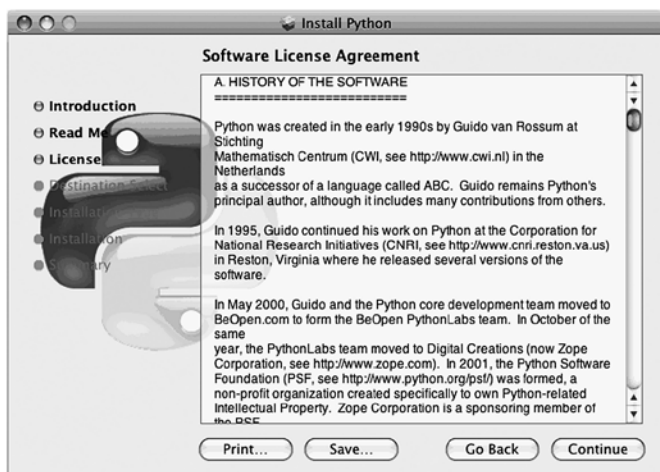 Install Python
Software License Agreement
Introduction
Read Me
License
Destination Select
Installation
Installation
Summary
A. HISTORY OF THE SOFTWARE
==========================
Python was created in the early 1990s by Guido van Rossum at
Stichting
Mathematisch Centrum (CWI, see http://www.cwi.nl) in the
Netherlands
as a successor of a language called ABC. Guido remains Python's
principal author, although it includes many contributions from others.
In 1995, Guido continued his work on Python at the Corporation for
National Research Initiatives (CNRI, see http://www.cnri.reston.va.us)
in Reston, Virginia where he released several versions of the
software.
In May 2000, Guido and the Python core development team moved to
BeOpen.com to form the BeOpen PythonLabs team. In October of the
same
year, the PythonLabs team moved to Digital Creations (now Zope
Corporation, see http://www.zope.com). In 2001, the Python Software
Foundation (PSF, see http://www.python.org/psf/) was formed, a
non-profit organization created specifically to own Python-related
Intellectual Property. Zope Corporation is a sponsoring member of
the PSF.
Print...
Save...
Go Back
Continue